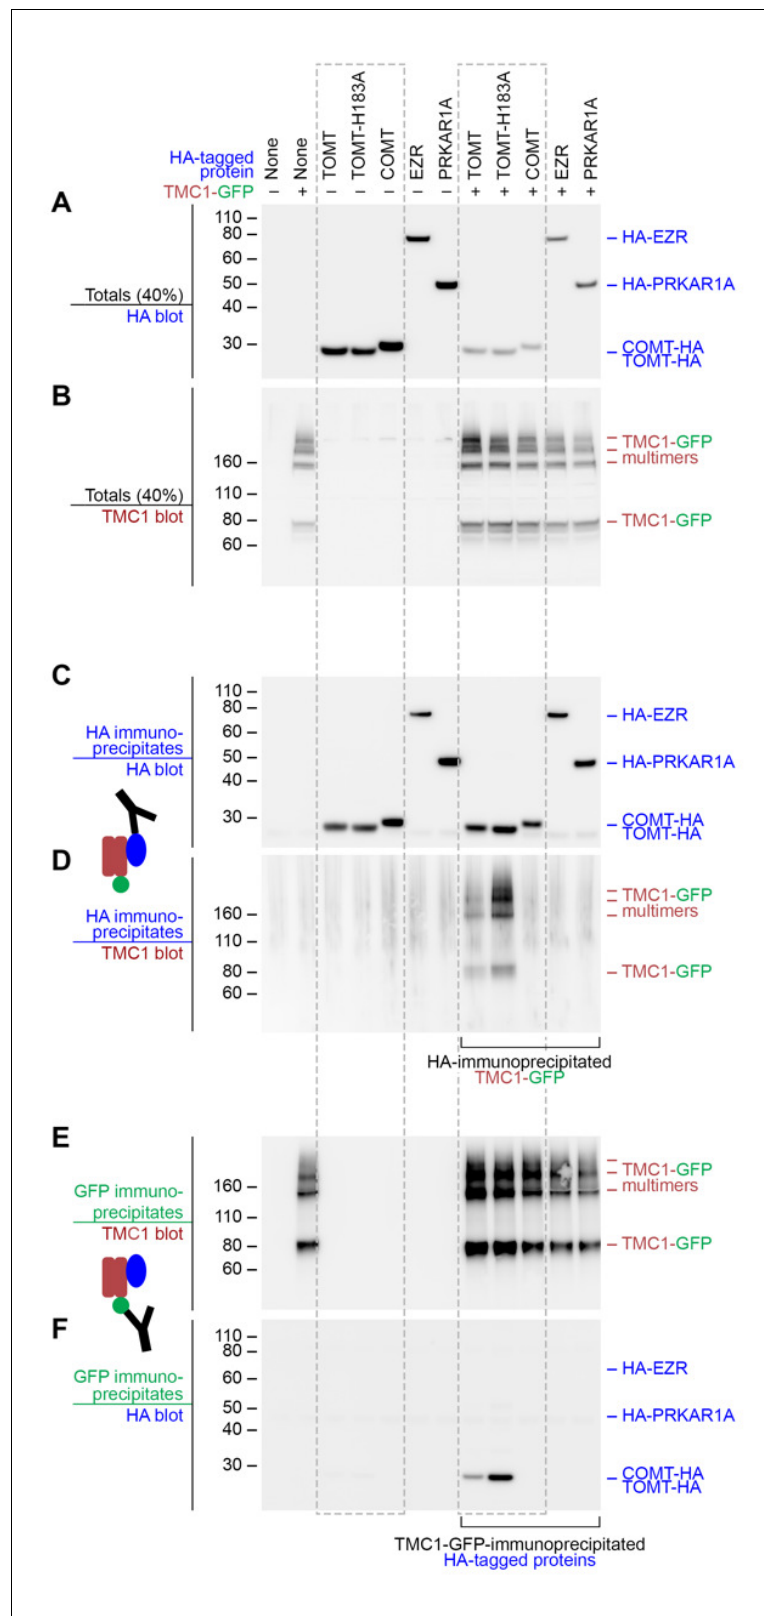 HA-tagged
protein
TMC1-GFP
None
None
TOMT
TOMT-H183A
COMT
EZR
PRKAR1A
TOMT
TOMT-H183A
COMT
EZR
PRKAR1A
– + – – – – – + + + + +
A
Totals (40%)
HA blot
110 –
80 –
60 –
50 –
40 –
30 –
– HA-EZR
– HA-PRKAR1A
– COMT-HA
TOMT-HA
B
Totals (40%)
TMC1 blot
160 –
110 –
80 –
60 –
– TMC1-GFP
– multimers
– TMC1-GFP
C
HA immuno-
precipitates
HA blot
110 –
80 –
60 –
50 –
40 –
30 –
– HA-EZR
– HA-PRKAR1A
– COMT-HA
TOMT-HA
D
HA immuno-
precipitates
TMC1 blot
160 –
110 –
80 –
60 –
– TMC1-GFP
– multimers
– TMC1-GFP
HA-immunoprecipitated
TMC1-GFP
E
GFP immuno-
precipitates
TMC1 blot
160 –
110 –
80 –
60 –
– TMC1-GFP
– multimers
– TMC1-GFP
F
GFP immuno-
precipitates
HA blot
110 –
80 –
60 –
50 –
40 –
30 –
– HA-EZR
– HA-PRKAR1A
– COMT-HA
TOMT-HA
TMC1-GFP-immunoprecipitated
HA-tagged proteins